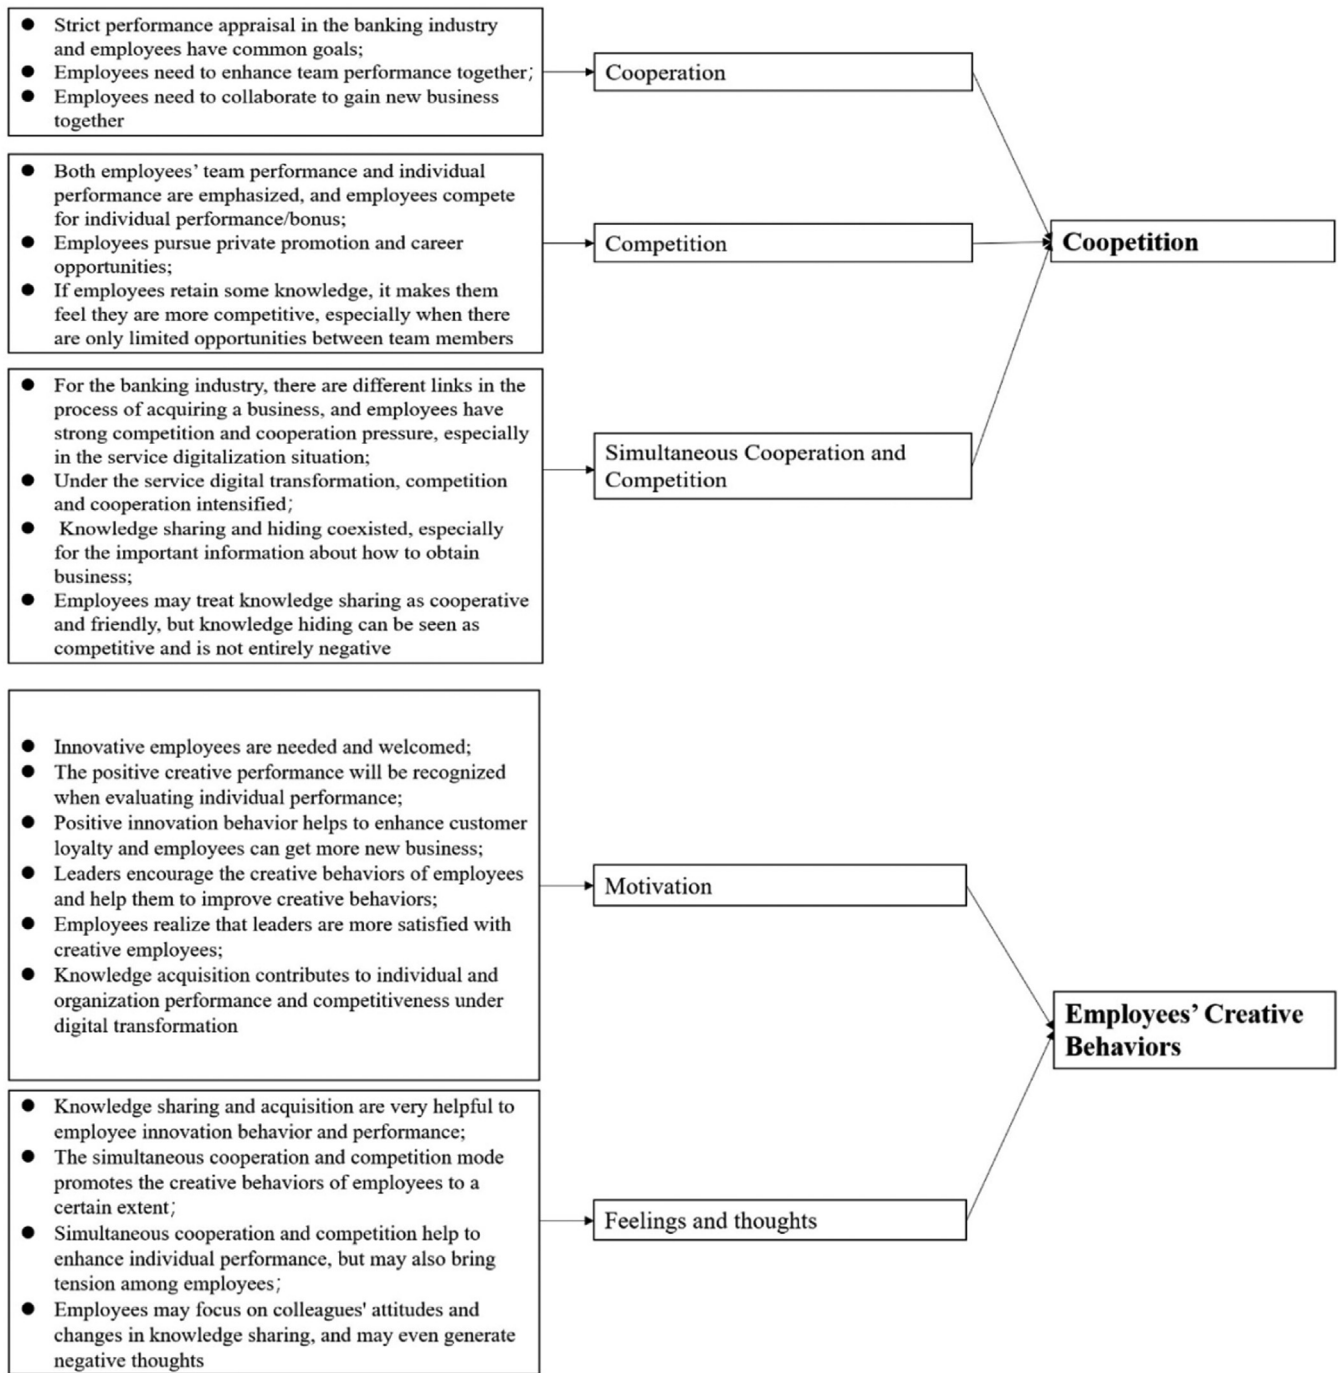 ● Strict performance appraisal in the banking industry
and employees have common goals;
● Employees need to enhance team performance together;
● Employees need to collaborate to gain new business
together
Cooperation
● Both employees’ team performance and individual
performance are emphasized, and employees compete
for individual performance/bonus;
● Employees pursue private promotion and career
opportunities;
● If employees retain some knowledge, it makes them
feel they are more competitive, especially when there
are only limited opportunities between team members
Competition
● For the banking industry, there are different links in the
process of acquiring a business, and employees have
strong competition and cooperation pressure, especially
in the service digitalization situation;
● Under the service digital transformation, competition
and cooperation intensified;
● Knowledge sharing and hiding coexisted, especially
for the important information about how to obtain
business;
● Employees may treat knowledge sharing as cooperative
and friendly, but knowledge hiding can be seen as
competitive and is not entirely negative
Simultaneous Cooperation and
Competition
Coopetition
● Innovative employees are needed and welcomed;
● The positive creative performance will be recognized
when evaluating individual performance;
● Positive innovation behavior helps to enhance customer
loyalty and employees can get more new business;
● Leaders encourage the creative behaviors of employees
and help them to improve creative behaviors;
● Employees realize that leaders are more satisfied with
creative employees;
● Knowledge acquisition contributes to individual and
organization performance and competitiveness under
digital transformation
Motivation
● Knowledge sharing and acquisition are very helpful to
employee innovation behavior and performance;
● The simultaneous cooperation and competition mode
promotes the creative behaviors of employees to a
certain extent;
● Simultaneous cooperation and competition help to
enhance individual performance, but may also bring
tension among employees;
● Employees may focus on colleagues' attitudes and
changes in knowledge sharing, and may even generate
negative thoughts
Feelings and thoughts
Employees’ Creative
Behaviors